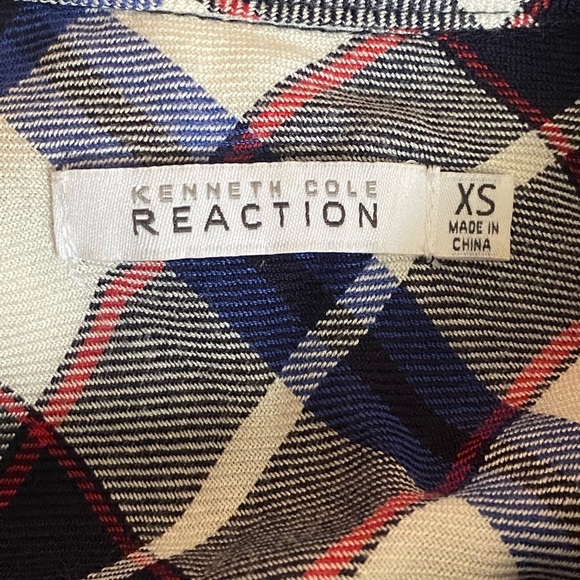 KENNETH COLE
REACTION
XS
MADE IN
CHINA